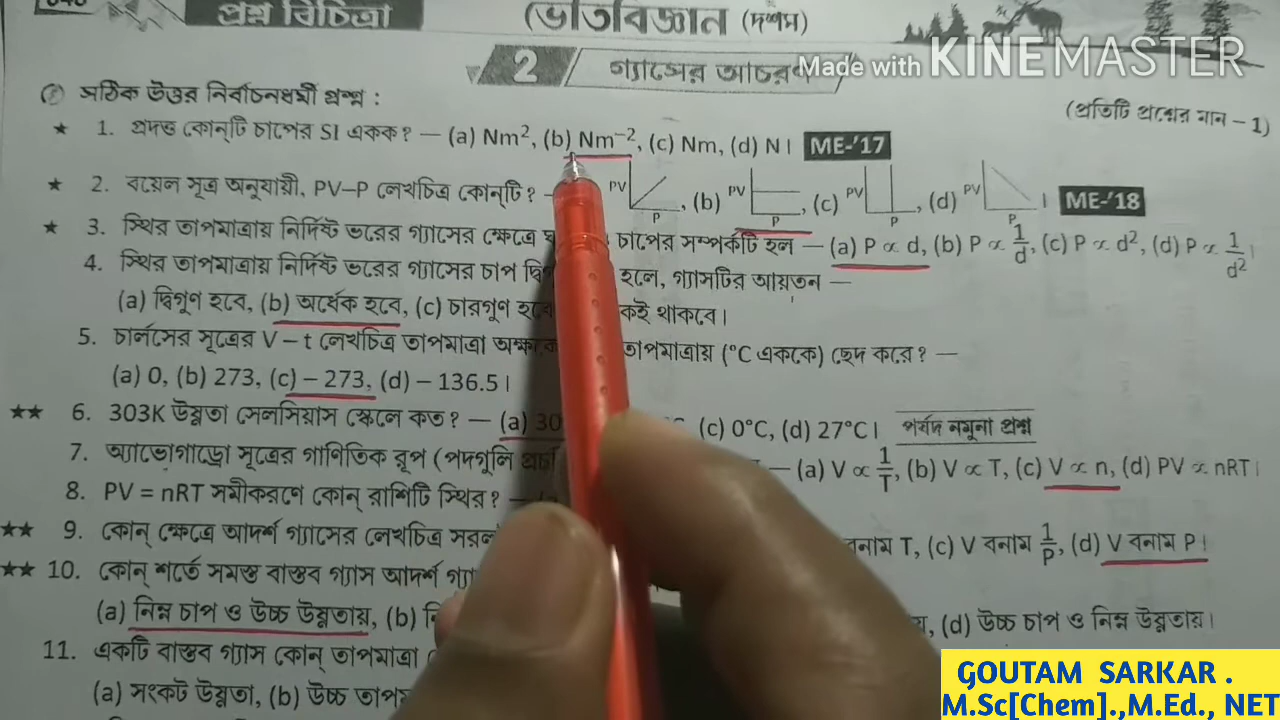 প্রশ্ন বিচিত্রা ভৌতবিজ্ঞান (দশম)
2 গ্যাসের আচরণ
Made with KINEMASTER
সঠিক উত্তর নির্বাচনধর্মী প্রশ্ন :
(প্রতিটি প্রশ্নের মান – 1)
★ 1. প্রদত্ত কোন্‌টি চাপের SI একক? — (a) Nm², (b) Nm⁻², (c) Nm, (d) N। ME-'17
★ 2. বয়েল সূত্র অনুযায়ী, PV–P লেখচিত্র কোন্‌টি? PV P, (b) PV P, (c) PV P, (d) PV P। ME-'18
★ 3. স্থির তাপমাত্রায় নির্দিষ্ট ভরের গ্যাসের ক্ষেত্রে চাপের সম্পর্কটি হল — (a) P ∝ d, (b) P ∝ 1/d, (c) P ∝ d², (d) P ∝ 1/d²।
4. স্থির তাপমাত্রায় নির্দিষ্ট ভরের গ্যাসের চাপ হলে, গ্যাসটির আয়তন —
(a) দ্বিগুণ হবে, (b) অর্ধেক হবে, (c) চারগুণ থাকবে।
5. চার্লসের সূত্রের V – t লেখচিত্র তাপমাত্রা তাপমাত্রায় (°C এককে) ছেদ করে? —
(a) 0, (b) 273, (c) – 273, (d) – 136.5।
★★ 6. 303K উষ্ণতা সেলসিয়াস স্কেলে কত? — (a) 30 (c) 0°C, (d) 27°C। পর্ষদ নমুনা প্রশ্ন
7. অ্যাভোগাড্রো সূত্রের গাণিতিক রূপ (পদগুলি — (a) V ∝ 1/T, (b) V ∝ T, (c) V ∝ n, (d) PV ∝ nRT।
8. PV = nRT সমীকরণে কোন্ রাশিটি স্থির? —
★★ 9. কোন্ ক্ষেত্রে আদর্শ গ্যাসের লেখচিত্র বনাম T, (c) V বনাম 1/P, (d) V বনাম P।
★★ 10. কোন্ শর্তে সমস্ত বাস্তব গ্যাস আদর্শ
(a) নিম্ন চাপ ও উচ্চ উষ্ণতায়, (b) (d) উচ্চ চাপ ও নিম্ন উষ্ণতায়।
11. একটি বাস্তব গ্যাস কোন্ তাপমাত্রা
(a) সংকট উষ্ণতা, (b) উচ্চ
GOUTAM SARKAR .
M.Sc[Chem].,M.Ed., NET